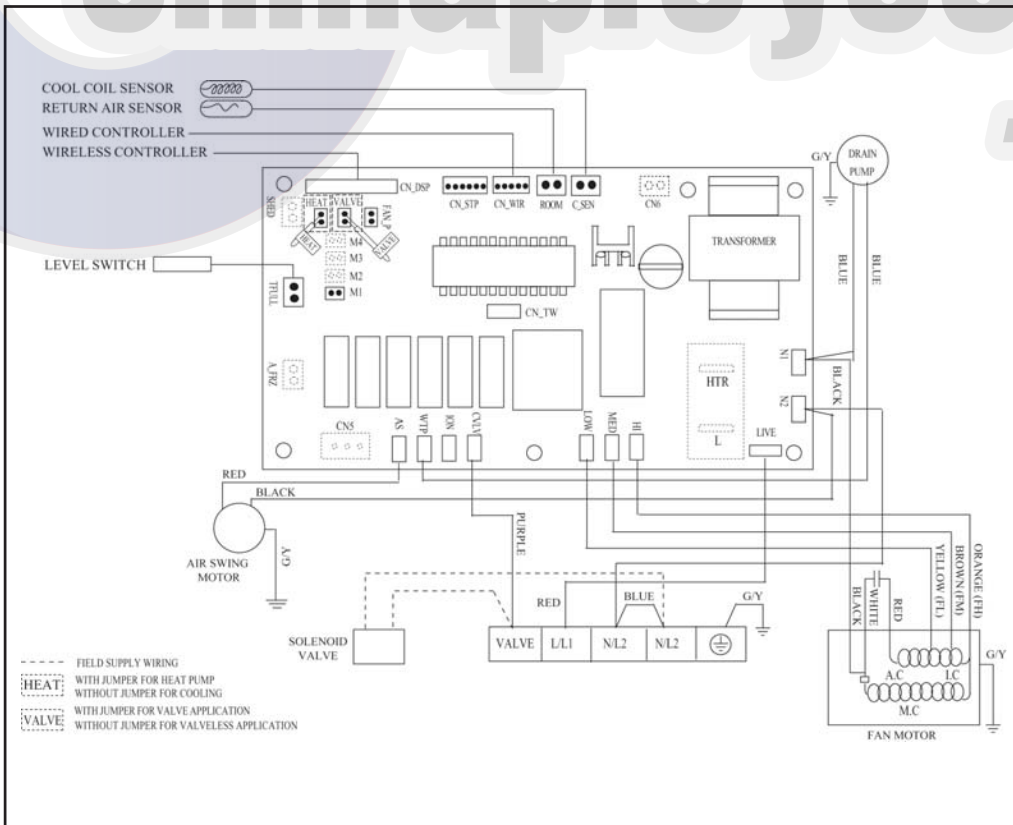 COOL COIL SENSOR
RETURN AIR SENSOR
WIRED CONTROLLER
WIRELESS CONTROLLER
G/Y
DRAIN
PUMP
CN_DSP
CN_STP
CN_WIR
ROOM
C_SEN
CN6
SHED
HEAT
VALVE
FAN_P
HEAT
VALVE
M4
M3
M2
M1
TRANSFORMER
BLUE
BLUE
LEVEL SWITCH
TFULL
CN_TW
N1
BLACK
N2
A_FRZ
HTR
L
LIVE
CN5
AS
WTP
ION
CVLV
LOW
MED
HI
RED
BLACK
AIR SWING
MOTOR
PURPLE
RED
BLUE
G/Y
VALVE
L/L1
N/L2
N/L2
SOLENOID
VALVE
ORANGE (FH)
BROWN (FM)
YELLOW (FL)
RED
WHITE
BLACK
A.C
I.C
M.C
G/Y
FAN MOTOR
FIELD SUPPLY WIRING
HEAT
WITH JUMPER FOR HEAT PUMP
WITHOUT JUMPER FOR COOLING
VALVE
WITH JUMPER FOR VALVE APPLICATION
WITHOUT JUMPER FOR VALVELESS APPLICATION